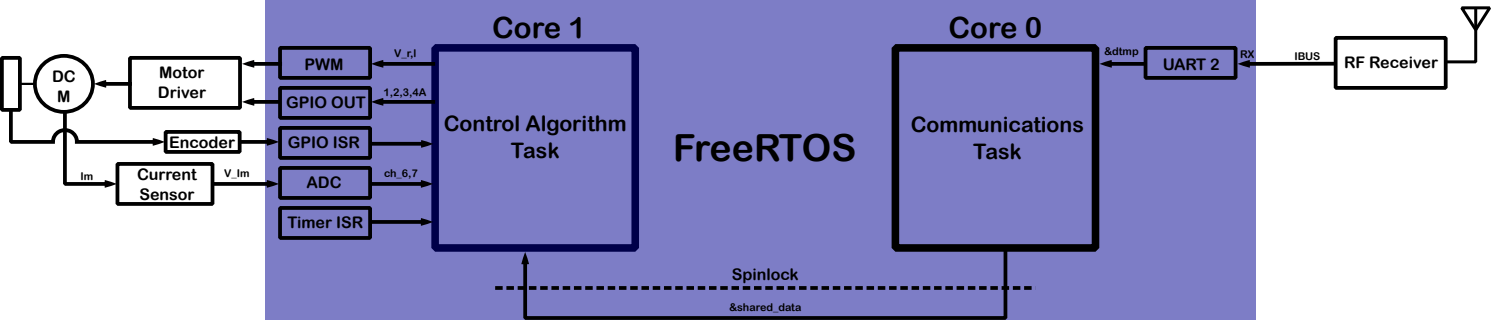 Core 1
Core 0
DC
M
Motor
Driver
PWM
V_r,l
GPIO OUT
1,2,3,4A
Encoder
GPIO ISR
Im
Current
Sensor
V_Im
ADC
ch_6,7
Timer ISR
Control Algorithm
Task
FreeRTOS
Communications
Task
&dtmp
UART 2
RX
IBUS
RF Receiver
Spinlock
&shared_data